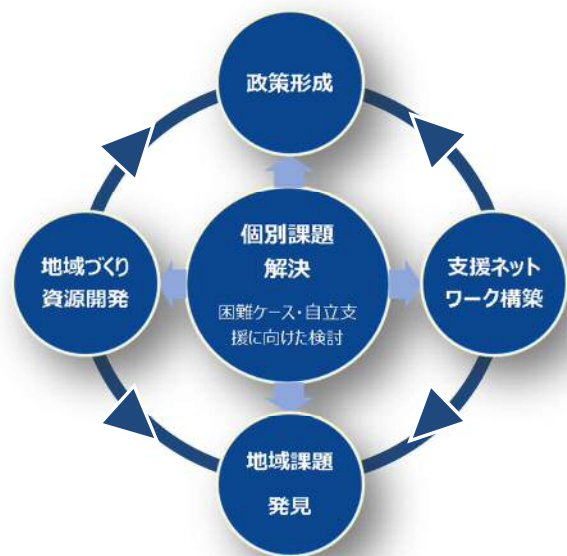 政策形成
個別課題
解決
困難ケース・自立支
援に向けた検討
地域づくり
資源開発
支援ネット
ワーク構築
地域課題
発見